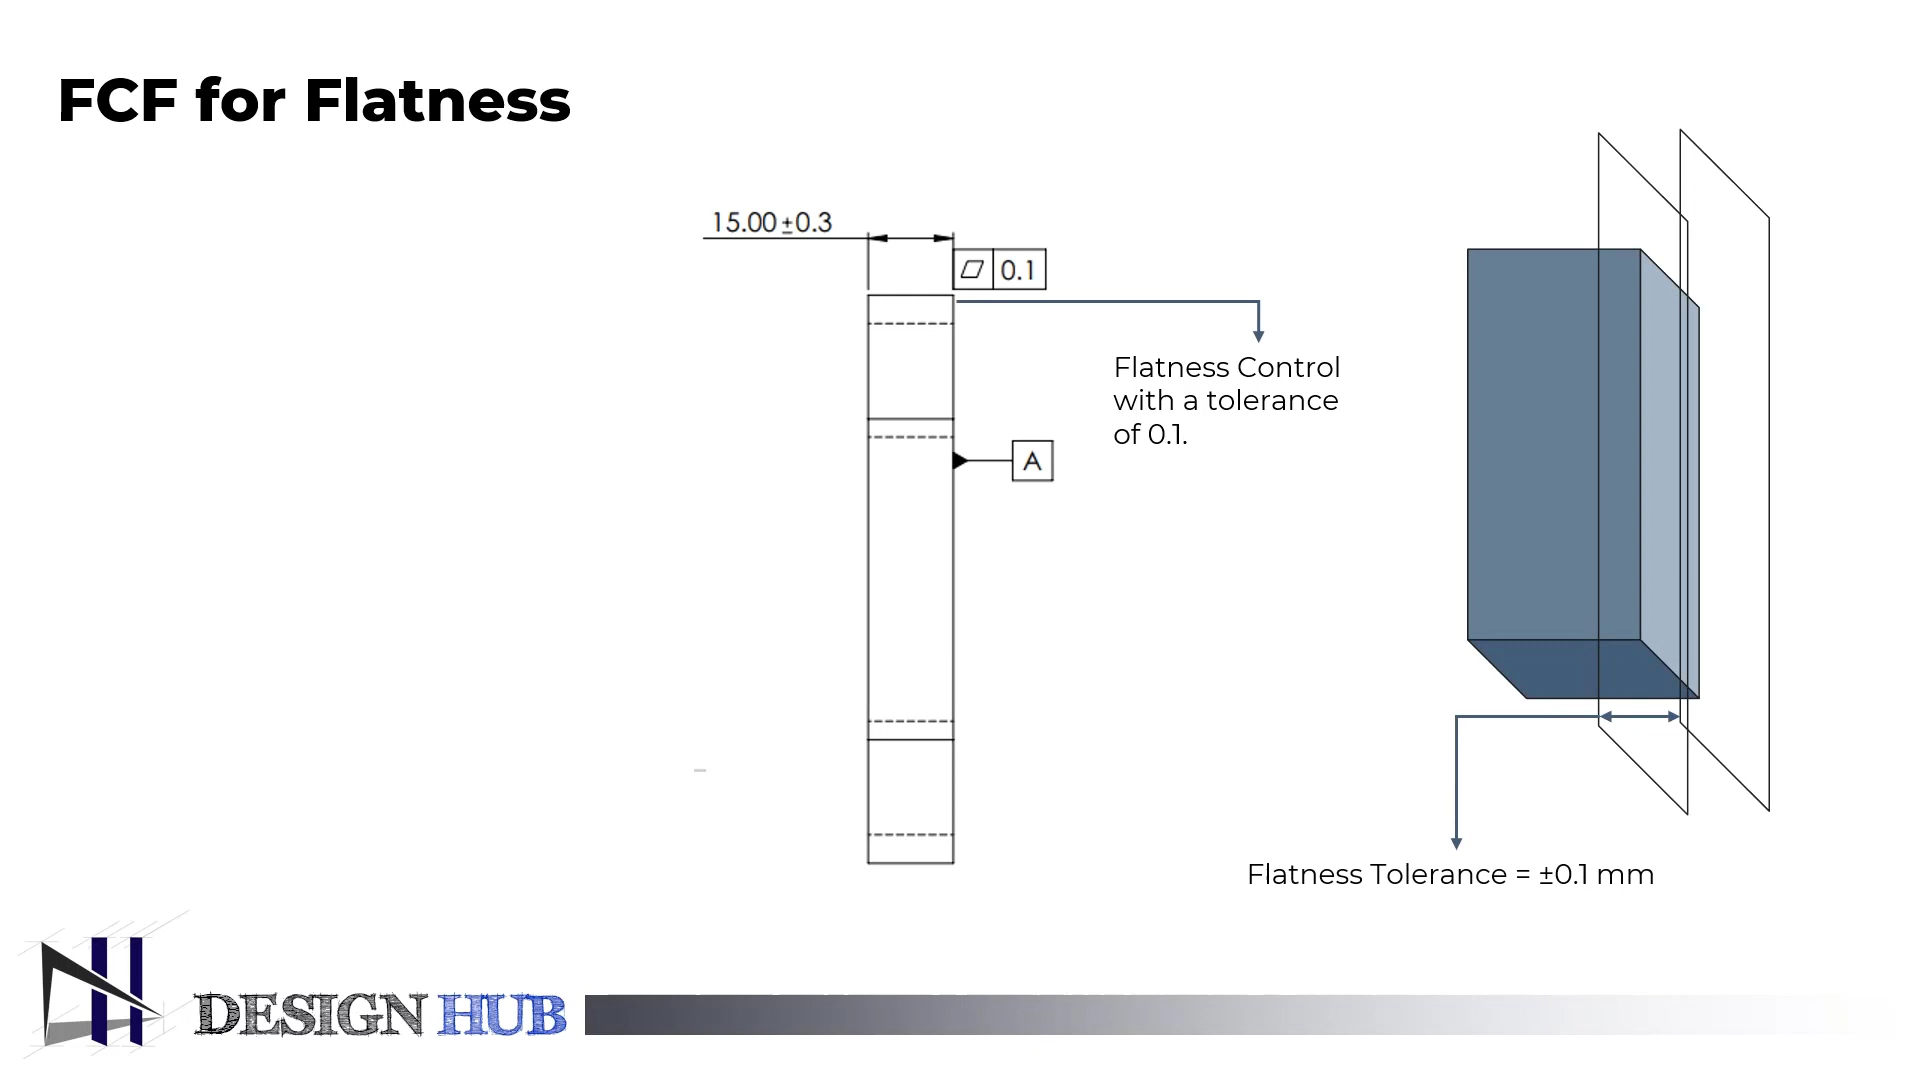 FCF for Flatness
15.00±0.3
0.1
Flatness Control
with a tolerance
of 0.1.
A
Flatness Tolerance = ±0.1 mm
DESIGN HUB